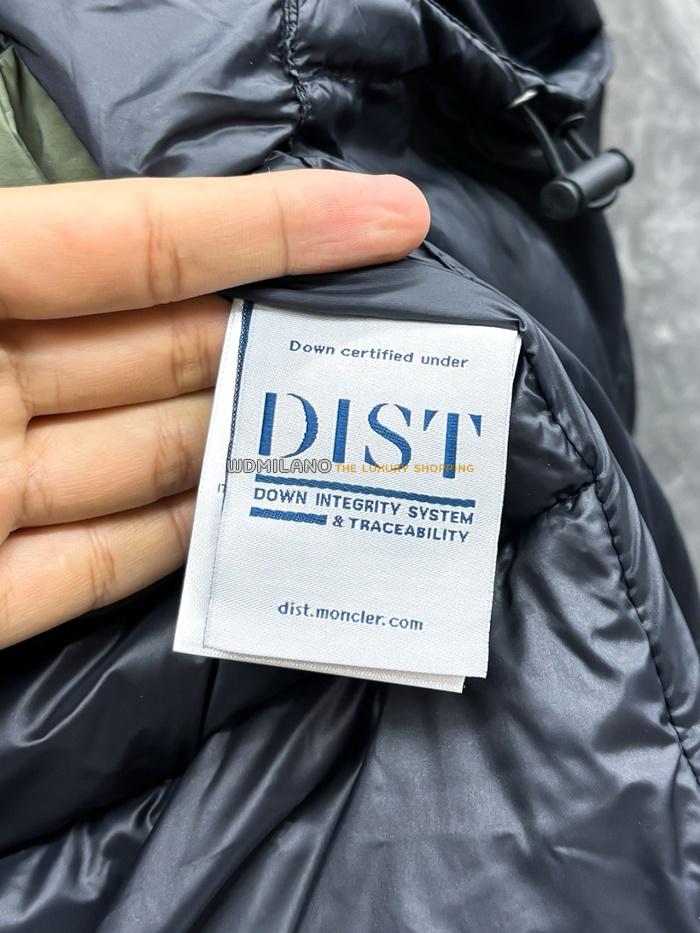 Down certified under
DIST
WDMILANO THE LUXURY SHOPPING
DOWN INTEGRITY SYSTEM
& TRACEABILITY
dist.moncler.com